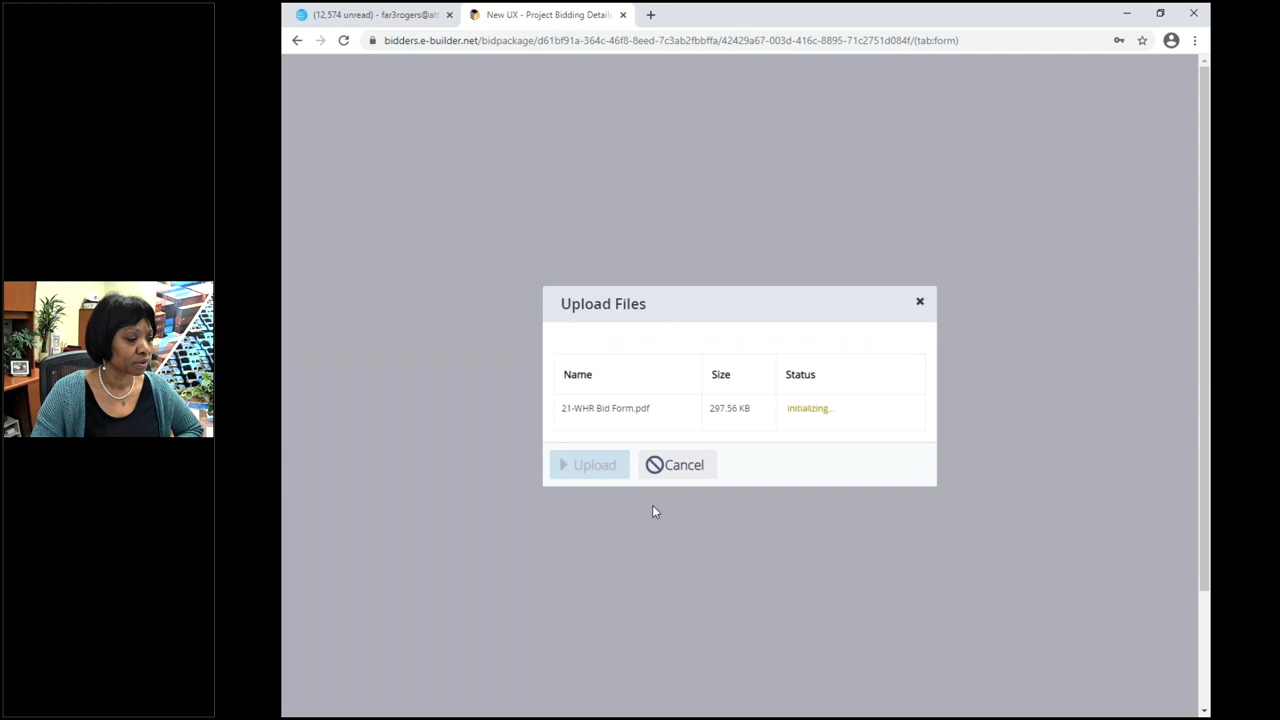 (12,574 unread) - far3rogers@att
New UX - Project Bidding Details
bidders.e-builder.net/bidpackage/d61bf91a-364c-46f8-8eed-7c3ab2fbbffa/42429a67-003d-416c-8895-71c2751d084f/(tab:form)
Upload Files
Name Size Status
21-WHR Bid Form.pdf 297.56 KB initializing...
Upload Cancel